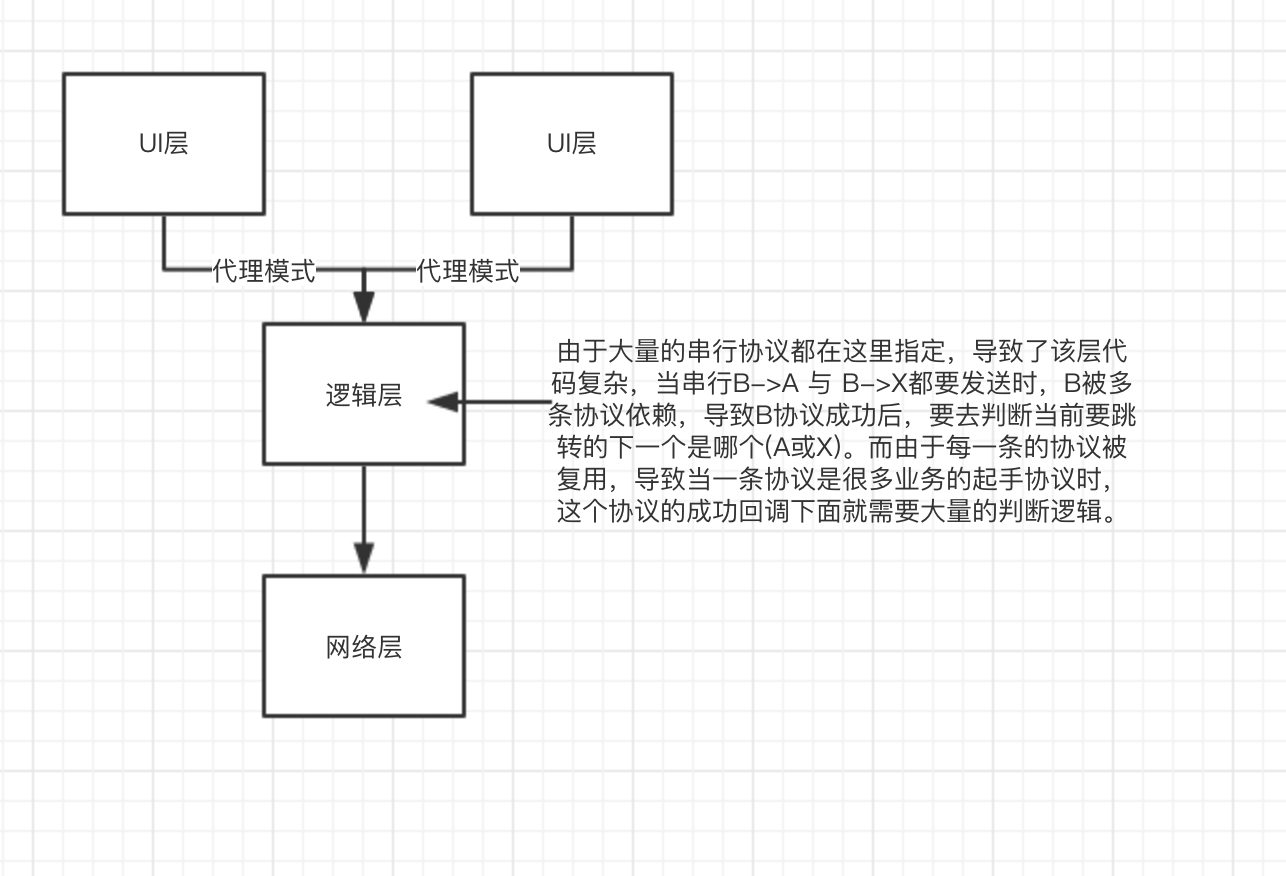 UI层
UI层
代理模式
代理模式
逻辑层
由于大量的串行协议都在这里指定，导致了该层代
码复杂，当串行B->A 与 B->X都要发送时，B被多
条协议依赖，导致B协议成功后，要去判断当前要跳
转的下一个是哪个(A或X)。而由于每一条的协议被
复用，导致当一条协议是很多业务的起手协议时，
这个协议的成功回调下面就需要大量的判断逻辑。
网络层